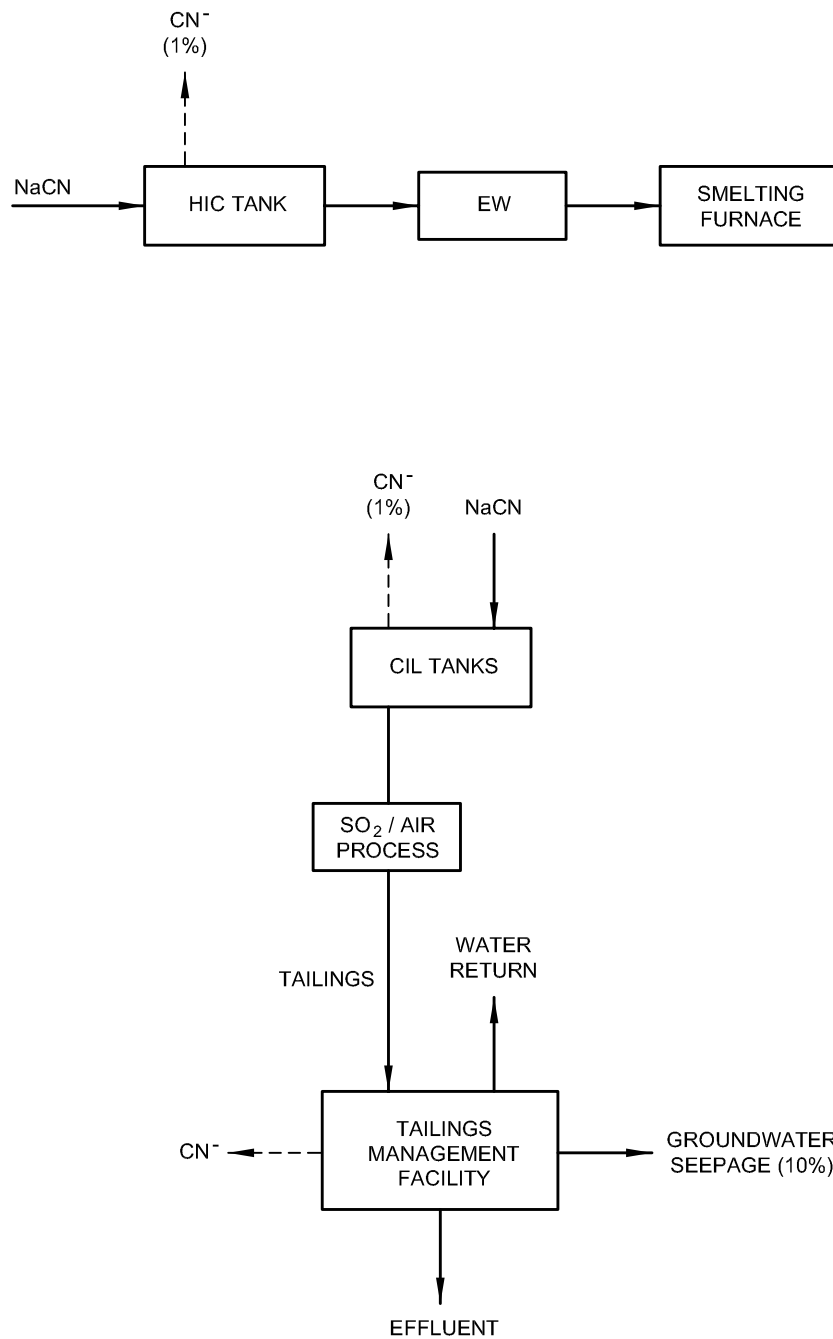 CN⁻
(1%)
NaCN
HIC TANK
EW
SMELTING
FURNACE
CN⁻
(1%)
NaCN
CIL TANKS
SO₂ / AIR
PROCESS
WATER
RETURN
TAILINGS
CN⁻
TAILINGS
MANAGEMENT
FACILITY
GROUNDWATER
SEEPAGE (10%)
EFFLUENT